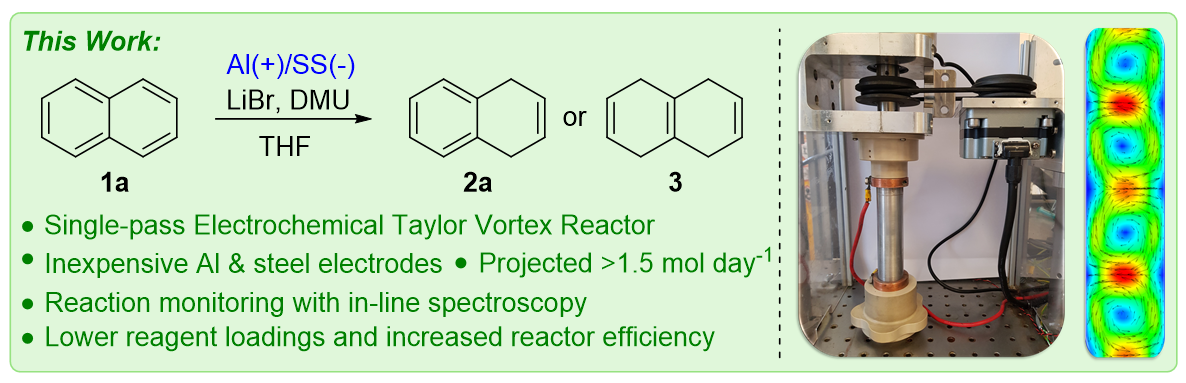 This Work:
Al(+)/SS(-)
LiBr, DMU
THF
or
1a
2a
3
● Single-pass Electrochemical Taylor Vortex Reactor
● Inexpensive Al & steel electrodes ● Projected >1.5 mol day⁻¹
● Reaction monitoring with in-line spectroscopy
● Lower reagent loadings and increased reactor efficiency